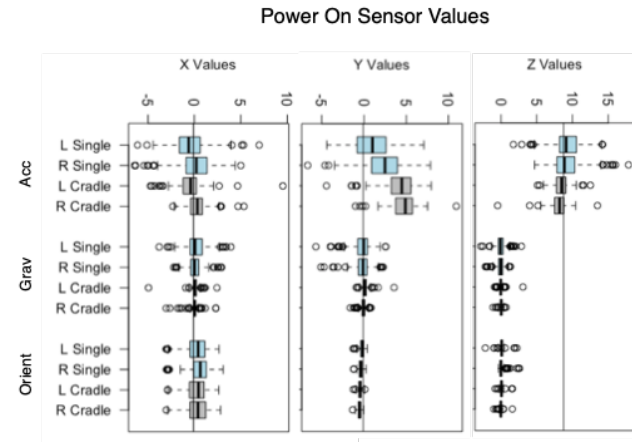 Power On Sensor Values
X Values Y Values Z Values
-5 0 5 10 -5 0 5 10 0 5 10 15
Acc
L Single
R Single
L Cradle
R Cradle
Grav
L Single
R Single
L Cradle
R Cradle
Orient
L Single
R Single
L Cradle
R Cradle